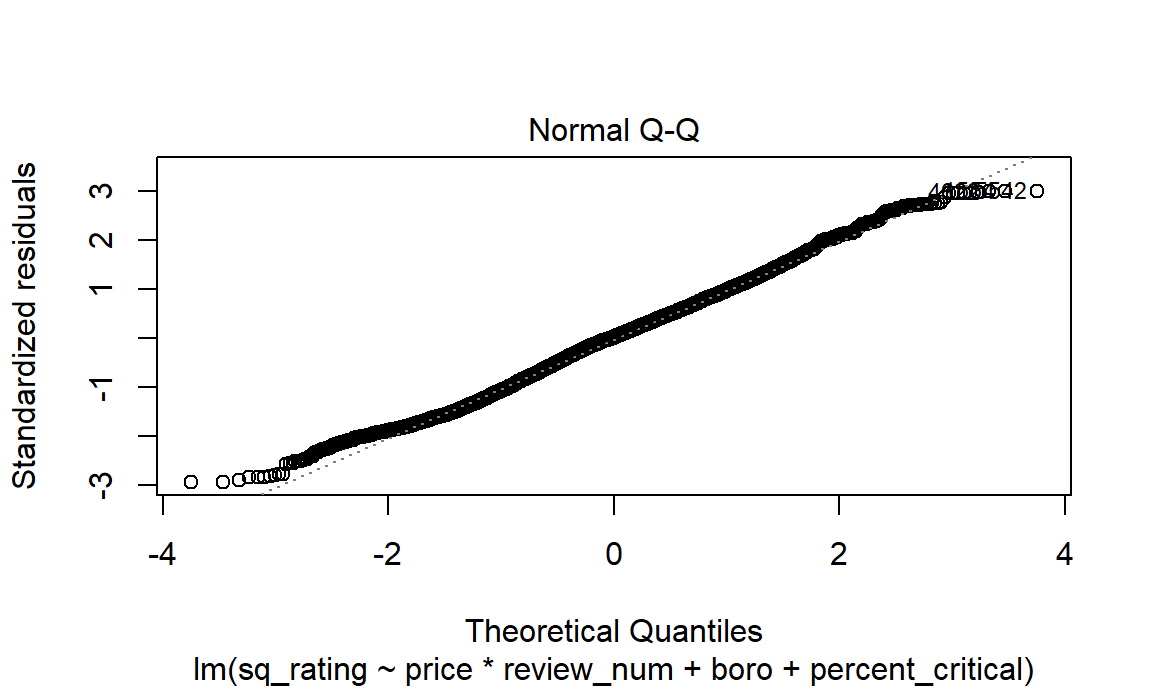 Normal Q-Q
Standardized residuals
3
2
1
-1
-3
-4
-2
0
2
4
Theoretical Quantiles
lm(sq_rating ~ price * review_num + boro + percent_critical)